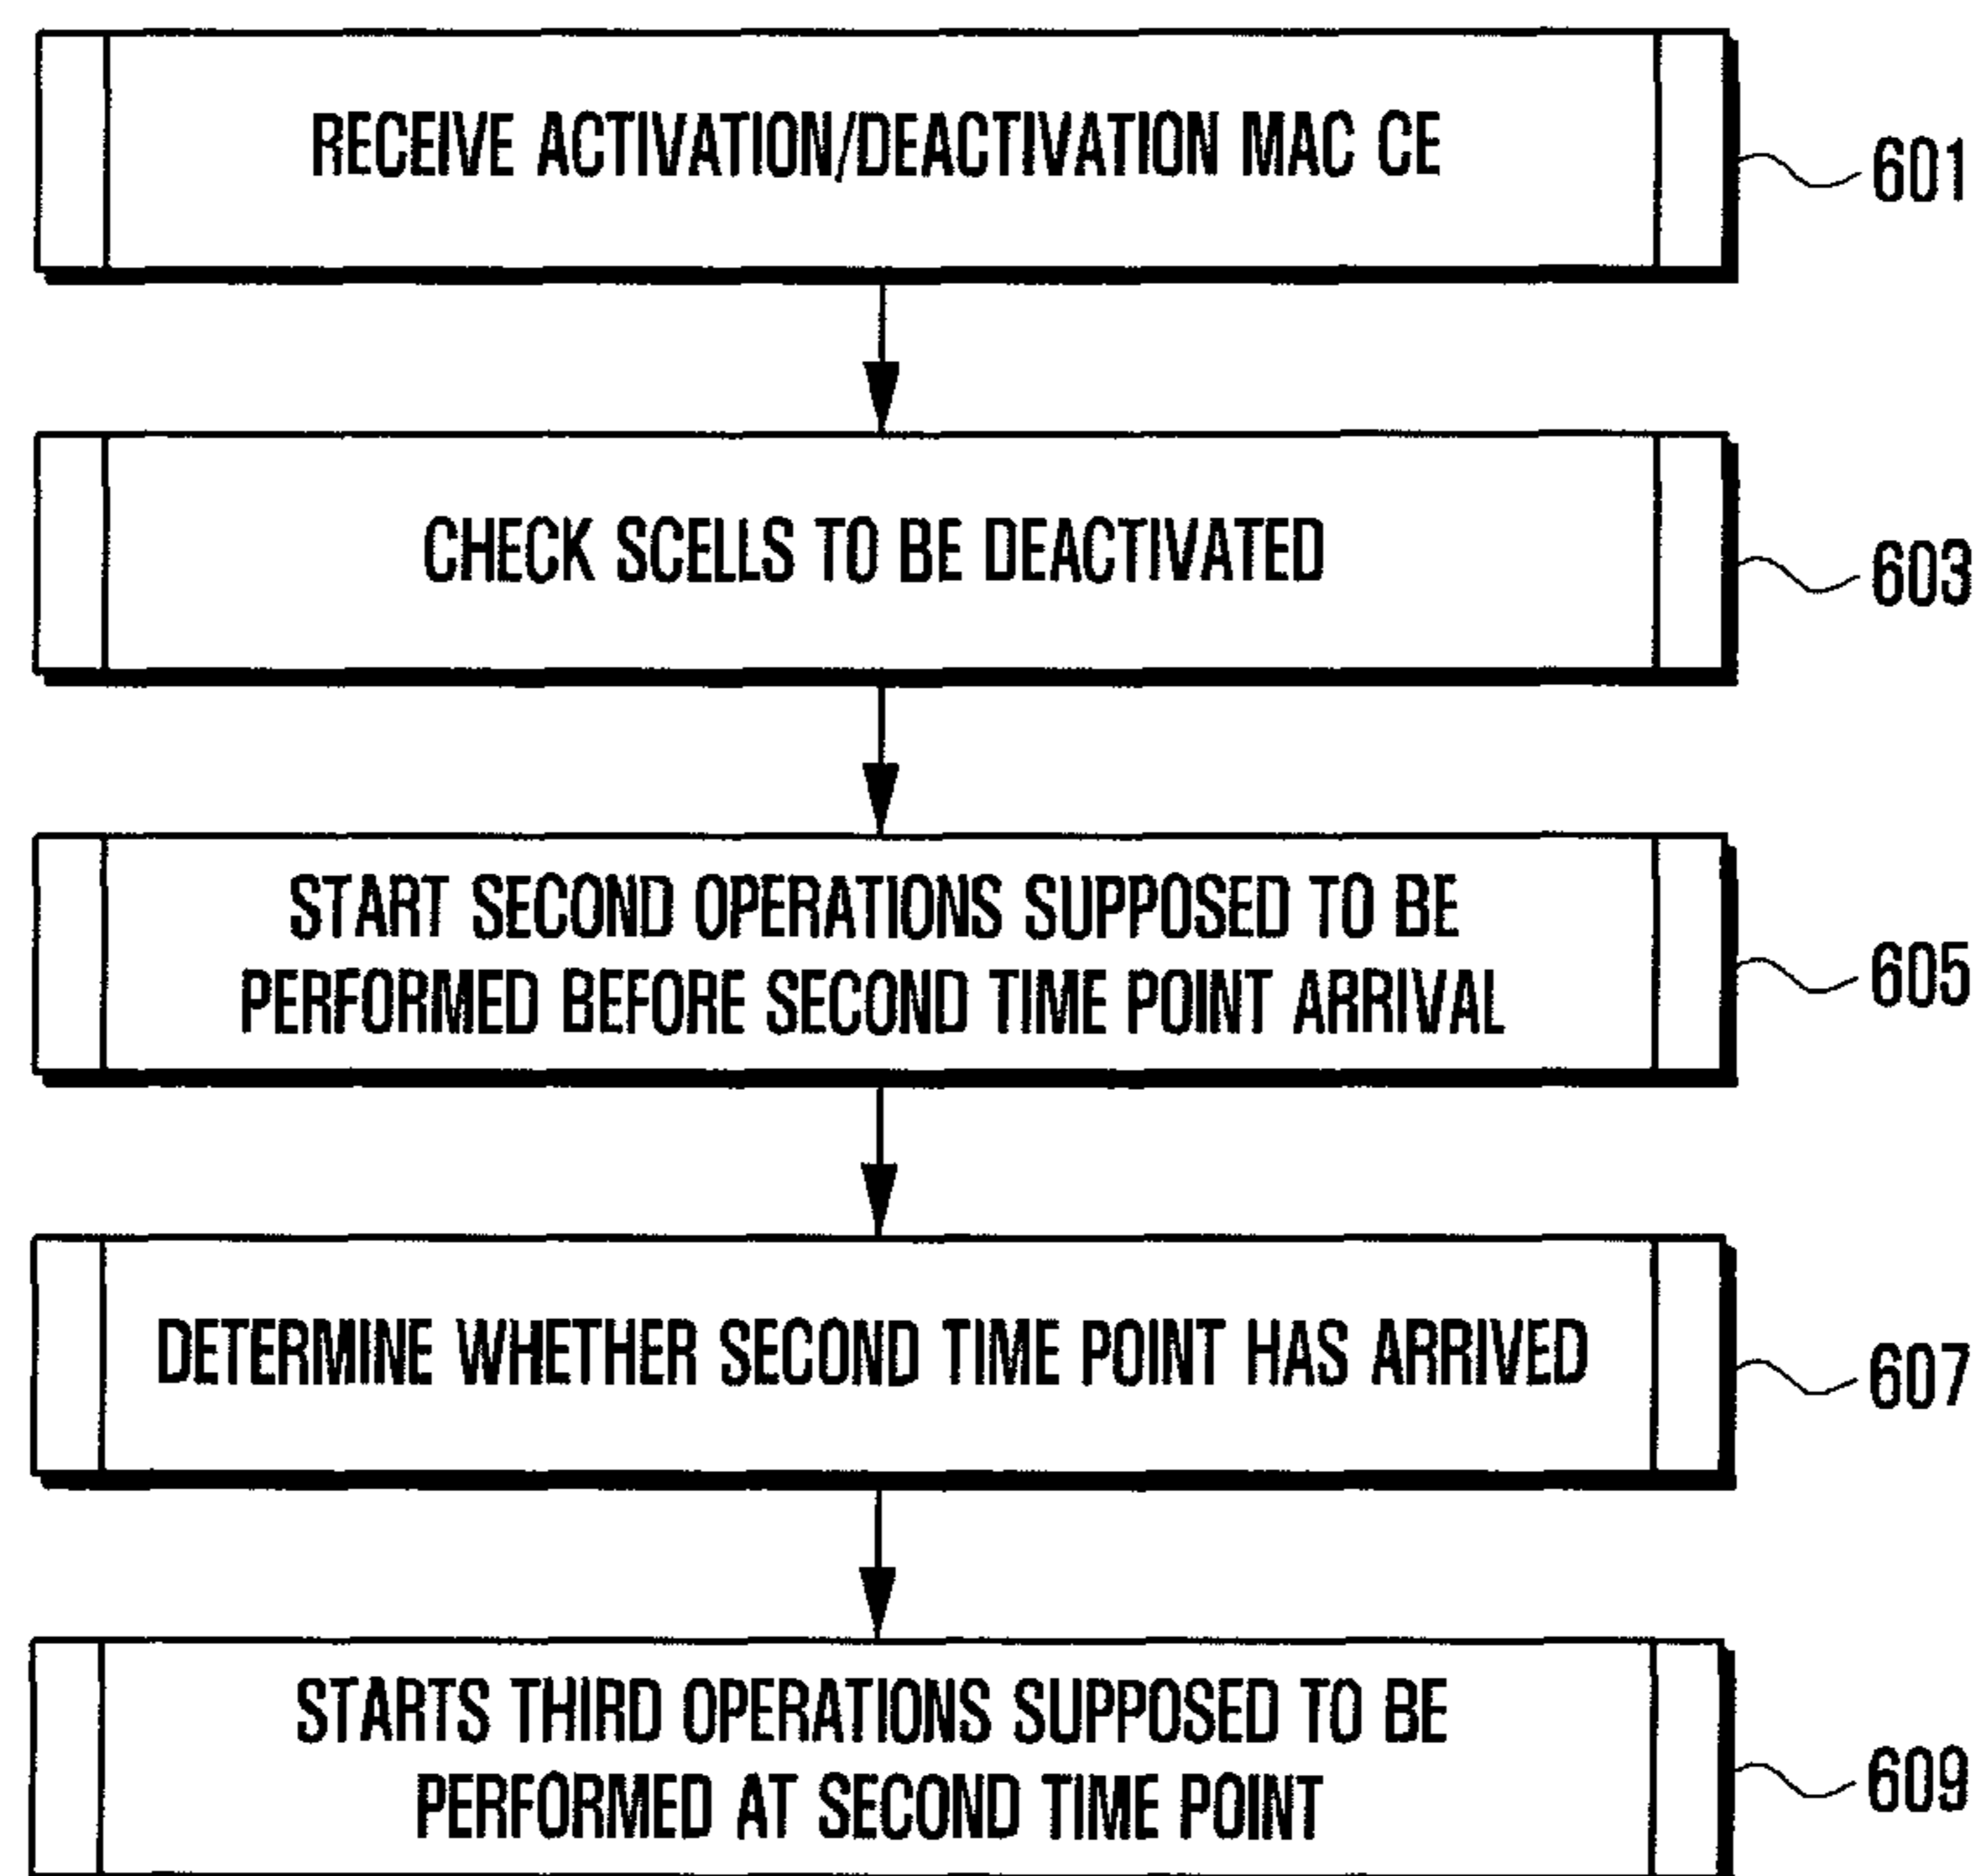 RECEIVE ACTIVATION/DEACTIVATION MAC CE
601
CHECK SCELLS TO BE DEACTIVATED
603
START SECOND OPERATIONS SUPPOSED TO BE
PERFORMED BEFORE SECOND TIME POINT ARRIVAL
605
DETERMINE WHETHER SECOND TIME POINT HAS ARRIVED
607
STARTS THIRD OPERATIONS SUPPOSED TO BE
PERFORMED AT SECOND TIME POINT
609